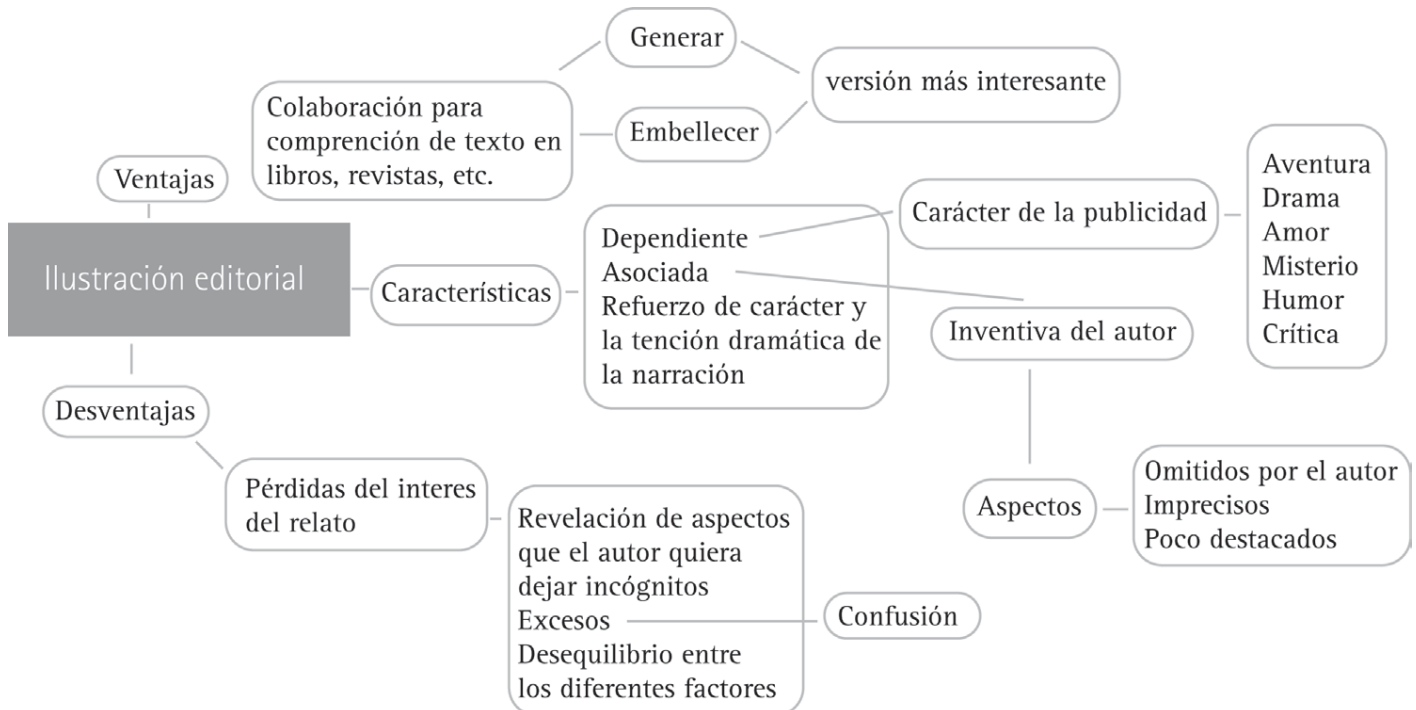 Generar
versión más interesante
Colaboración para
comprención de texto en
libros, revistas, etc.
Embellecer
Ventajas
Ilustración editorial
Características
Dependiente
Asociada
Refuerzo de carácter y
la tención dramática de
la narración
Carácter de la publicidad
Aventura
Drama
Amor
Misterio
Humor
Crítica
Inventiva del autor
Aspectos
Omitidos por el autor
Imprecisos
Poco destacados
Desventajas
Pérdidas del interes
del relato
Revelación de aspectos
que el autor quiera
dejar incógnitos
Excesos
Desequilibrio entre
los diferentes factores
Confusión